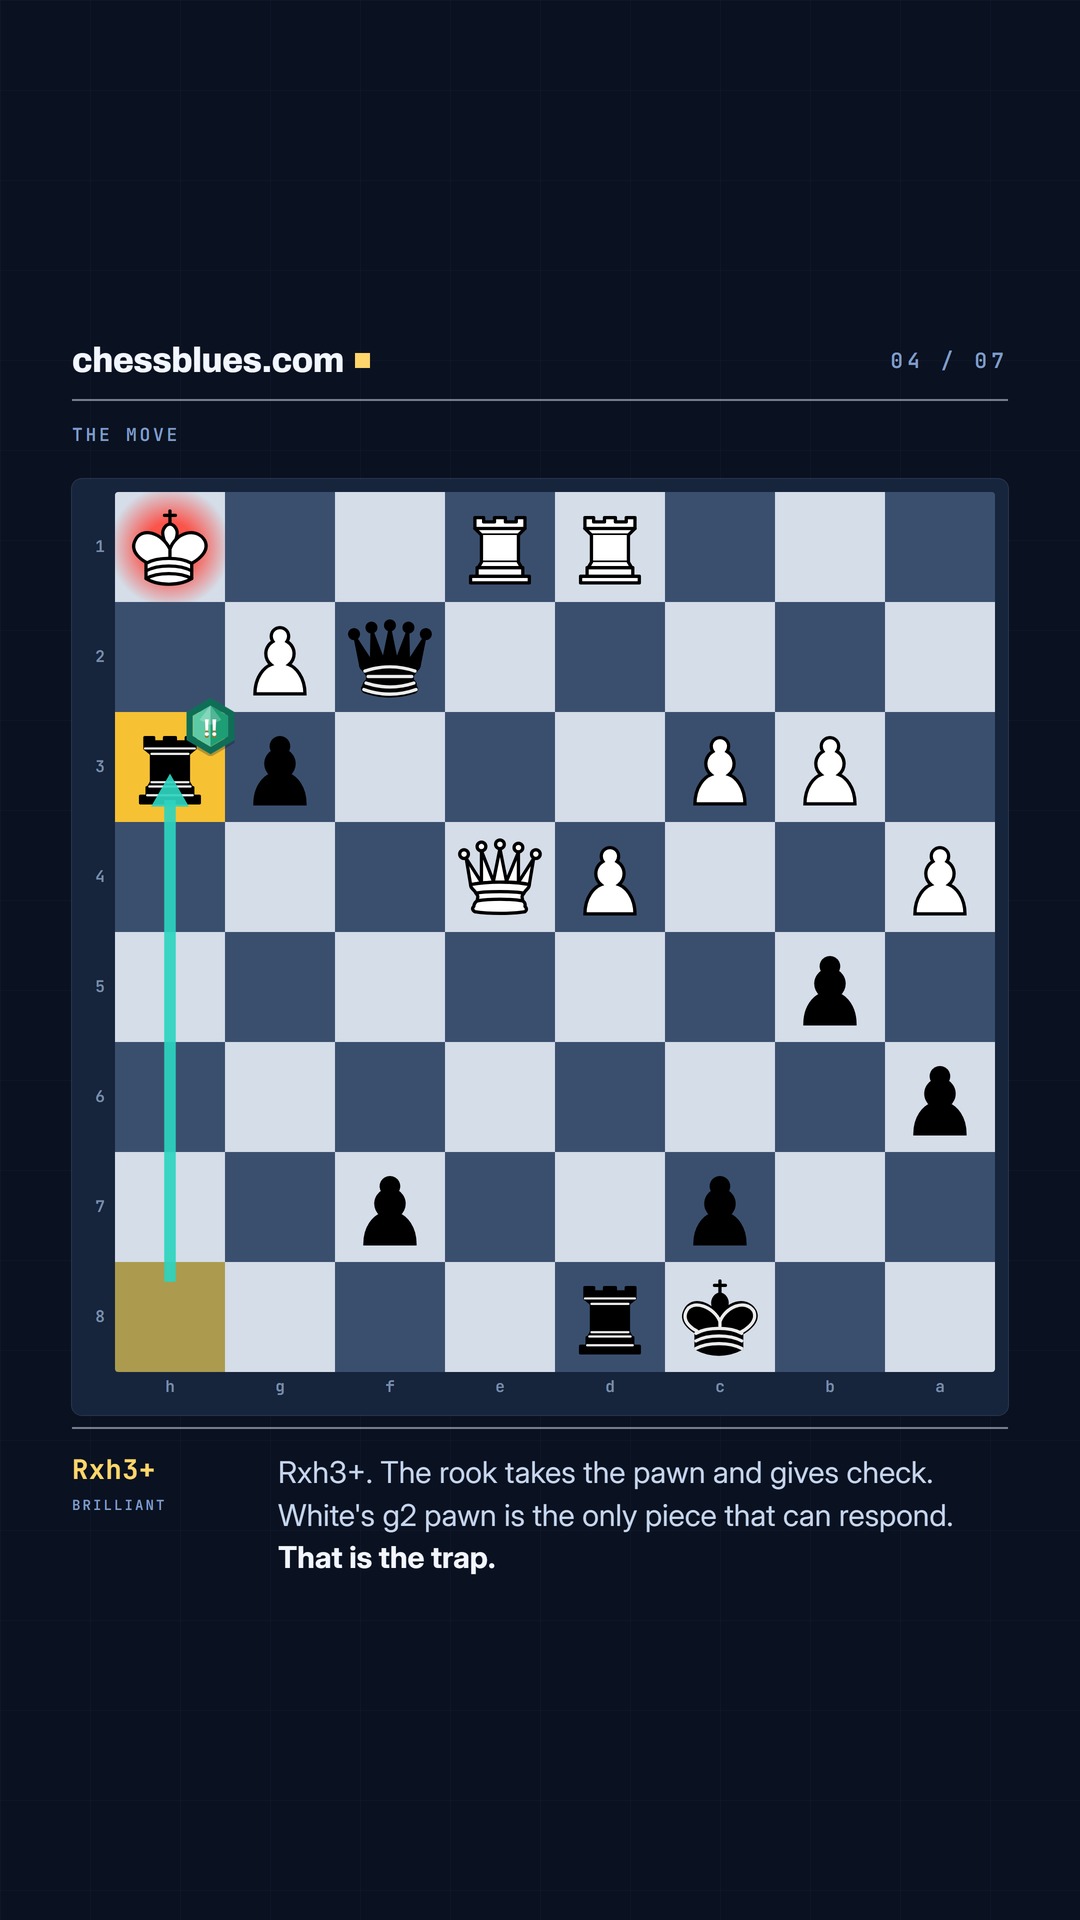 chessblues.com
04 / 07
THE MOVE
1
2
3
!!
4
5
6
7
8
h g f e d c b a
Rxh3+
BRILLIANT
Rxh3+. The rook takes the pawn and gives check.
White's g2 pawn is the only piece that can respond.
That is the trap.